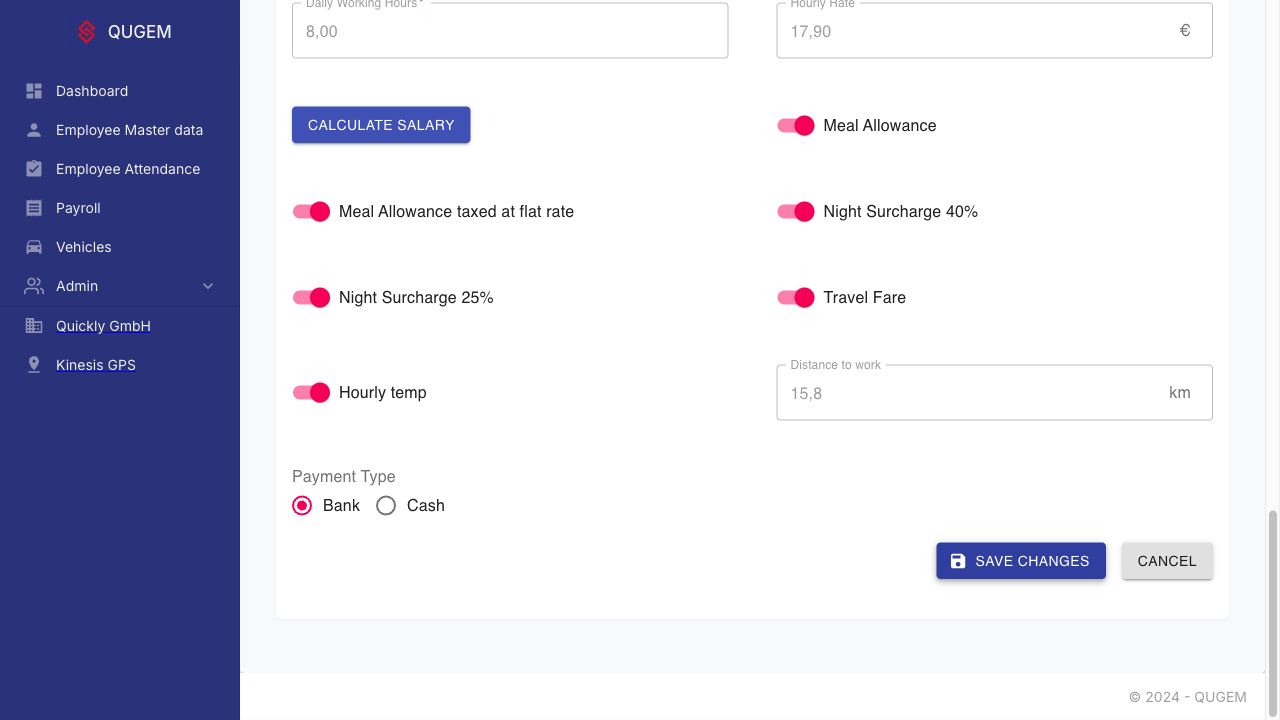 QUGEM
Dashboard
Employee Master data
Employee Attendance
Payroll
Vehicles
Admin
Quickly GmbH
Kinesis GPS
Daily Working Hours*
8,00
Hourly Rate
17,90 €
CALCULATE SALARY
Meal Allowance
Meal Allowance taxed at flat rate
Night Surcharge 40%
Night Surcharge 25%
Travel Fare
Hourly temp
Distance to work
15,8 km
Payment Type
Bank Cash
SAVE CHANGES
CANCEL
© 2024 - QUGEM